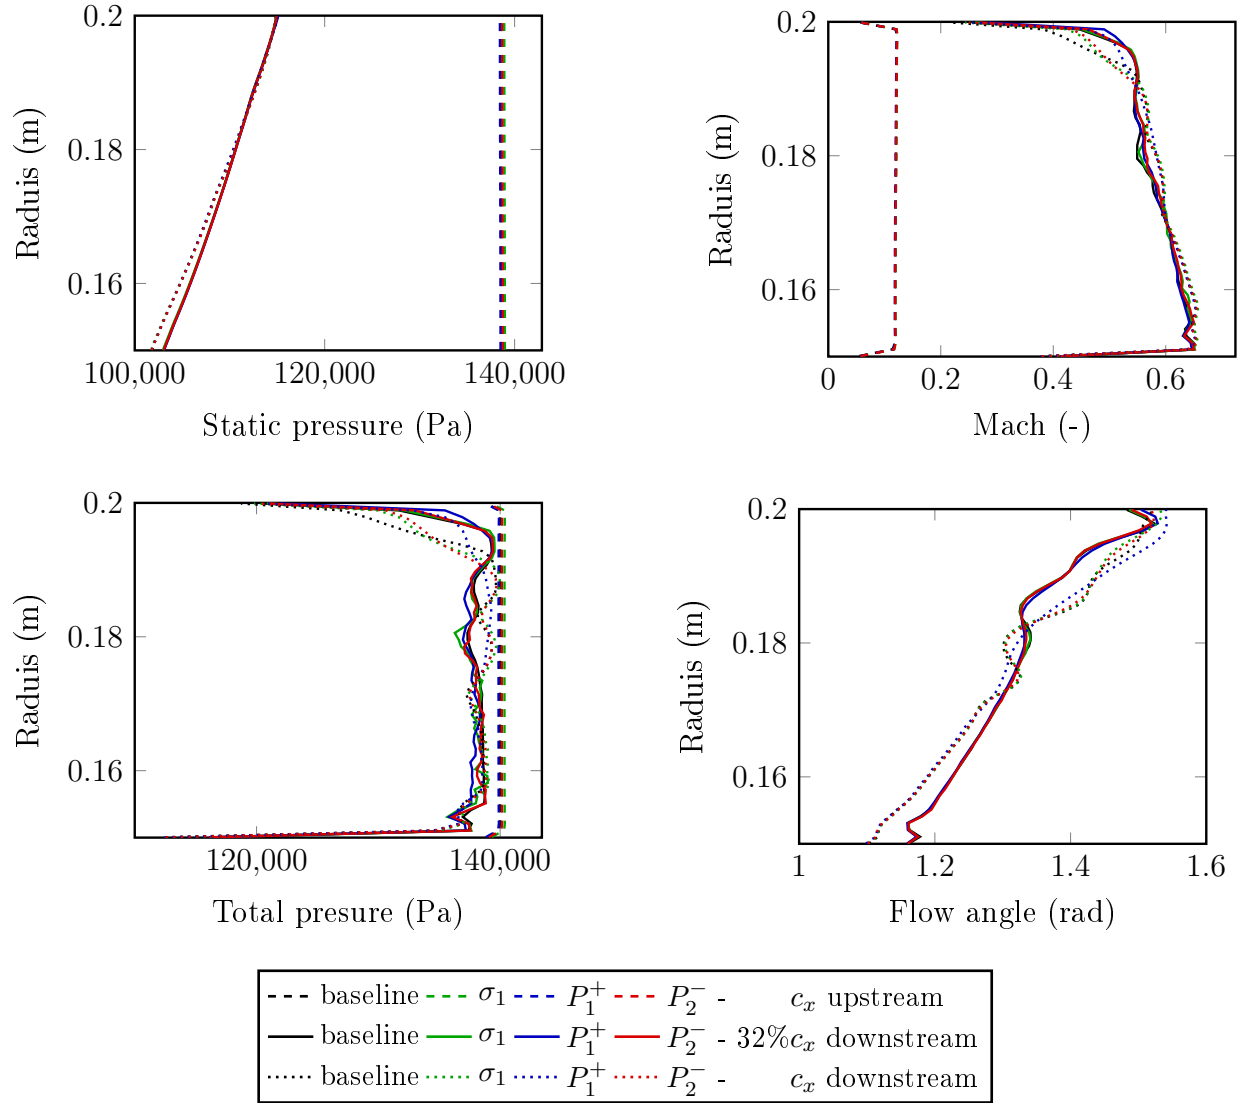 0.2
0.18
0.16
Raduis (m)
100,000 120,000 140,000
Static pressure (Pa)
0.2
0.18
0.16
Raduis (m)
0 0.2 0.4 0.6
Mach (-)
0.2
0.18
0.16
Raduis (m)
120,000 140,000
Total presure (Pa)
0.2
0.18
0.16
Raduis (m)
1 1.2 1.4 1.6
Flow angle (rad)
baseline σ₁ P₁⁺ P₂⁻ - cₓ upstream
baseline σ₁ P₁⁺ P₂⁻ - 32%cₓ downstream
baseline σ₁ P₁⁺ P₂⁻ - cₓ downstream